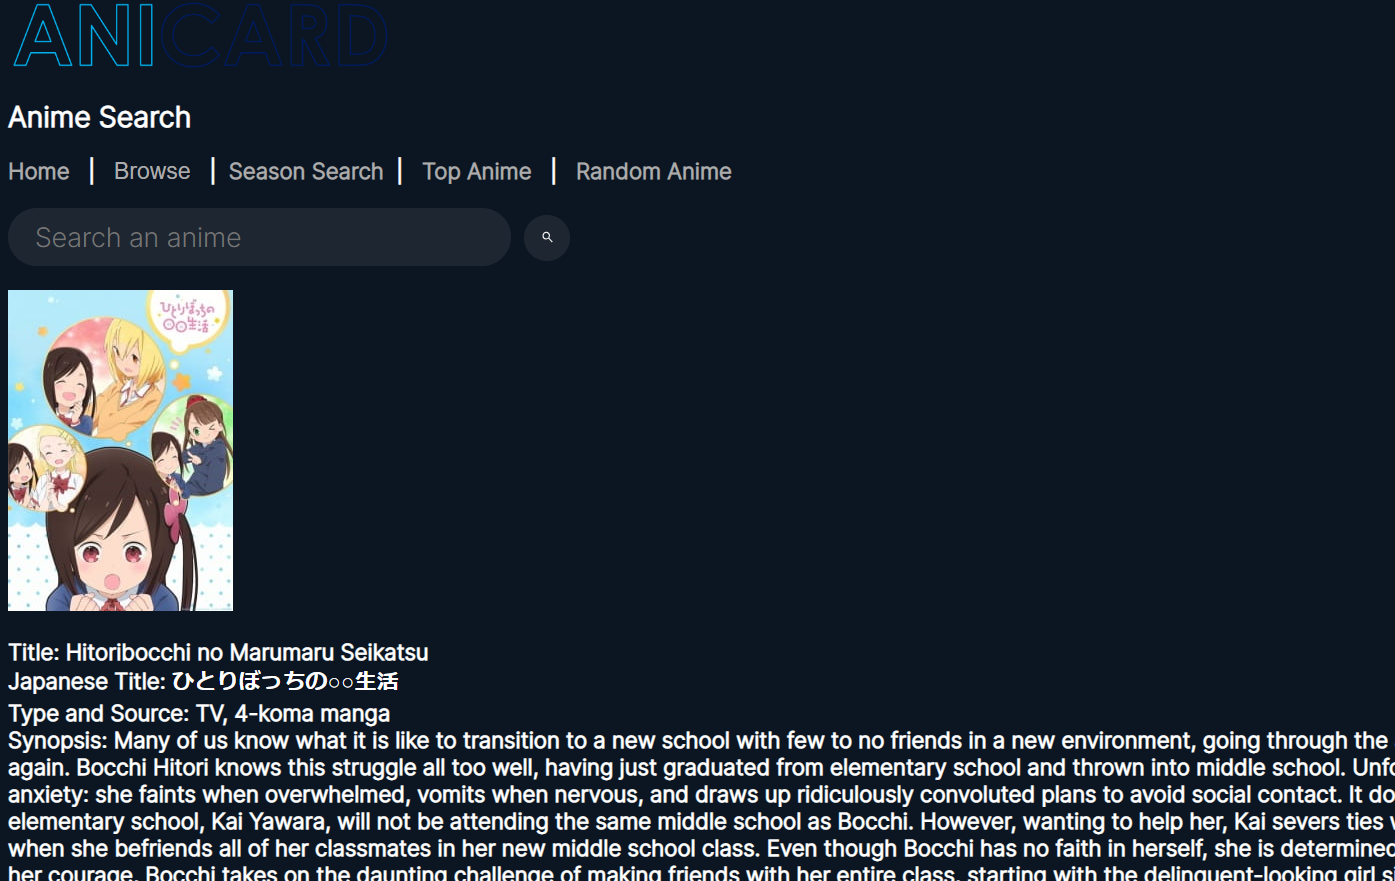 ANICARD
Anime Search
Home | Browse | Season Search | Top Anime | Random Anime
Search an anime
ひとりぼっちの
○○生活
Title: Hitoribocchi no Marumaru Seikatsu
Japanese Title: ひとりぼっちの○○生活
Type and Source: TV, 4-koma manga
Synopsis: Many of us know what it is like to transition to a new school with few to no friends in a new environment, going through the
again. Bocchi Hitori knows this struggle all too well, having just graduated from elementary school and thrown into middle school. Unfo
anxiety: she faints when overwhelmed, vomits when nervous, and draws up ridiculously convoluted plans to avoid social contact. It do
elementary school, Kai Yawara, will not be attending the same middle school as Bocchi. However, wanting to help her, Kai severs ties
when she befriends all of her classmates in her new middle school class. Even though Bocchi has no faith in herself, she is determined
her courage, Bocchi takes on the daunting challenge of making friends with her entire class, starting with the delinquent-looking girl s